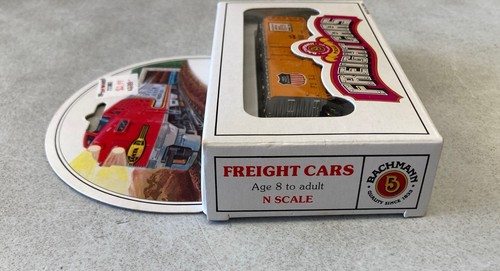 FREIGHT CARS
FREIGHT CARS
Age 8 to adult
N SCALE
BACHMANN
B
QUALITY SINCE 1833